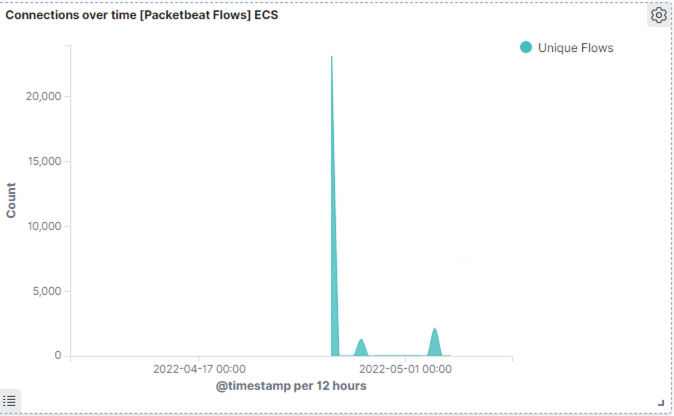 Connections over time [Packetbeat Flows] ECS
Unique Flows
20,000
15,000
10,000
5,000
0
Count
2022-04-17 00:00 2022-05-01 00:00
@timestamp per 12 hours